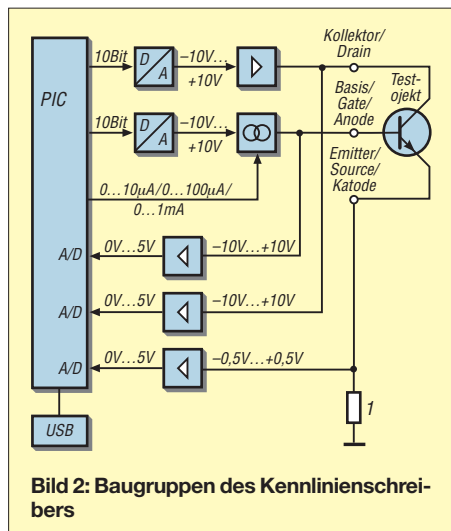 Kollektor/
Drain
10Bit
D
A
–10V...
+10V
Basis/
Gate/
Anode
Test-
ojekt
PIC
10Bit
D
A
–10V...
+10V
Emitter/
Source/
Katode
0...10µA/0...100µA/
0...1mA
A/D
0V...5V
–10V...+10V
A/D
0V...5V
–10V...+10V
A/D
0V...5V
–0,5V...+0,5V
1
USB
Bild 2: Baugruppen des Kennlinienschrei-
bers